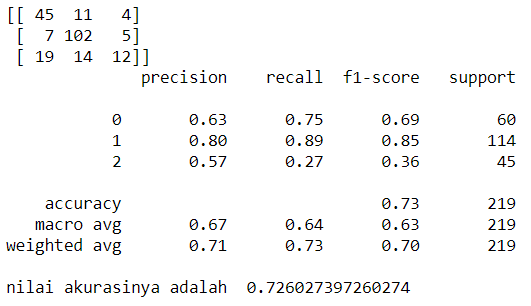 [[ 45 11 4]
[ 7 102 5]
[ 19 14 12]]
precision recall f1-score support
0 0.63 0.75 0.69 60
1 0.80 0.89 0.85 114
2 0.57 0.27 0.36 45
accuracy 0.73 219
macro avg 0.67 0.64 0.63 219
weighted avg 0.71 0.73 0.70 219
nilai akurasinya adalah 0.726027397260274